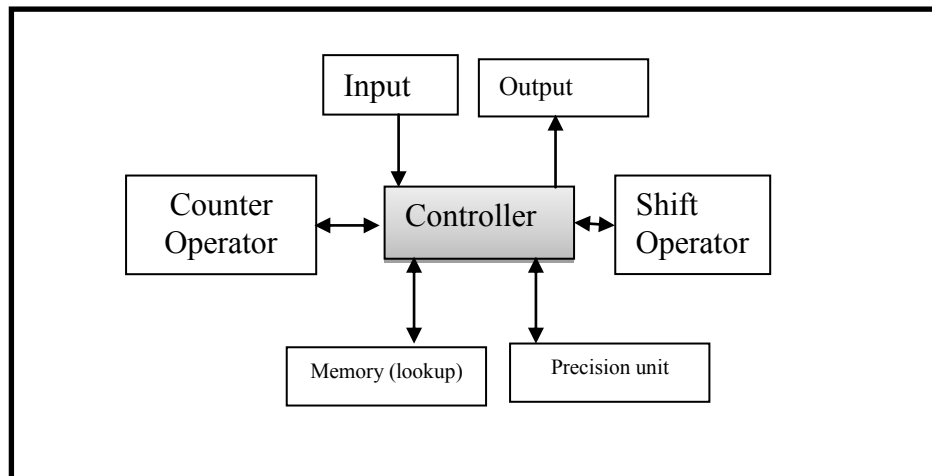 Input
Output
Counter
Operator
Controller
Shift
Operator
Memory (lookup)
Precision unit